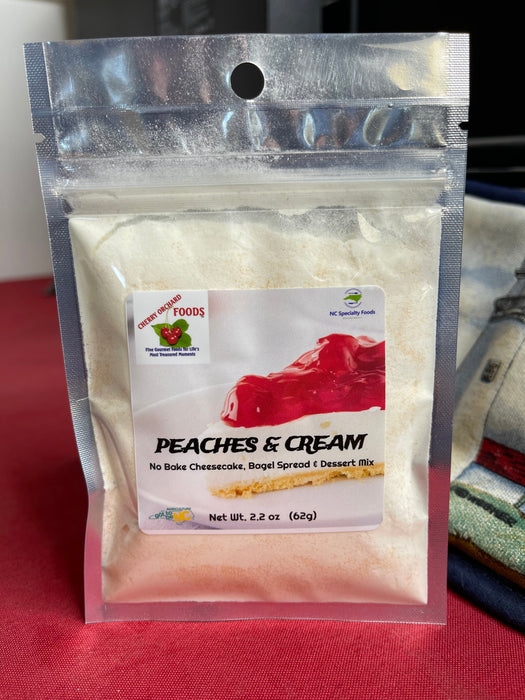 CHERRY ORCHARD
FOODS
Fine Gourmet Foods for Life's
Most Treasured Moments
NC Specialty Foods
PEACHES & CREAM
No Bake Cheesecake, Bagel Spread & Dessert Mix
NC
Net Wt. 2.2 oz (62g)